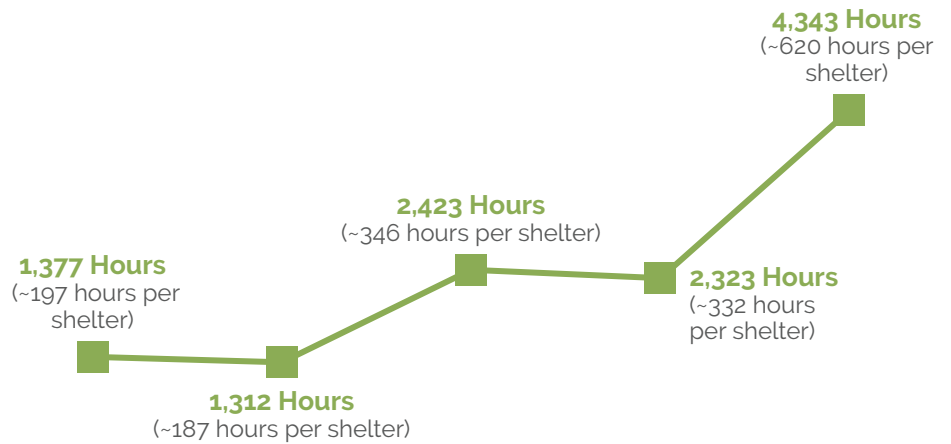 4,343 Hours
(~620 hours per
shelter)
2,423 Hours
(~346 hours per shelter)
1,377 Hours
(~197 hours per
shelter)
2,323 Hours
(~332 hours
per shelter)
1,312 Hours
(~187 hours per shelter)